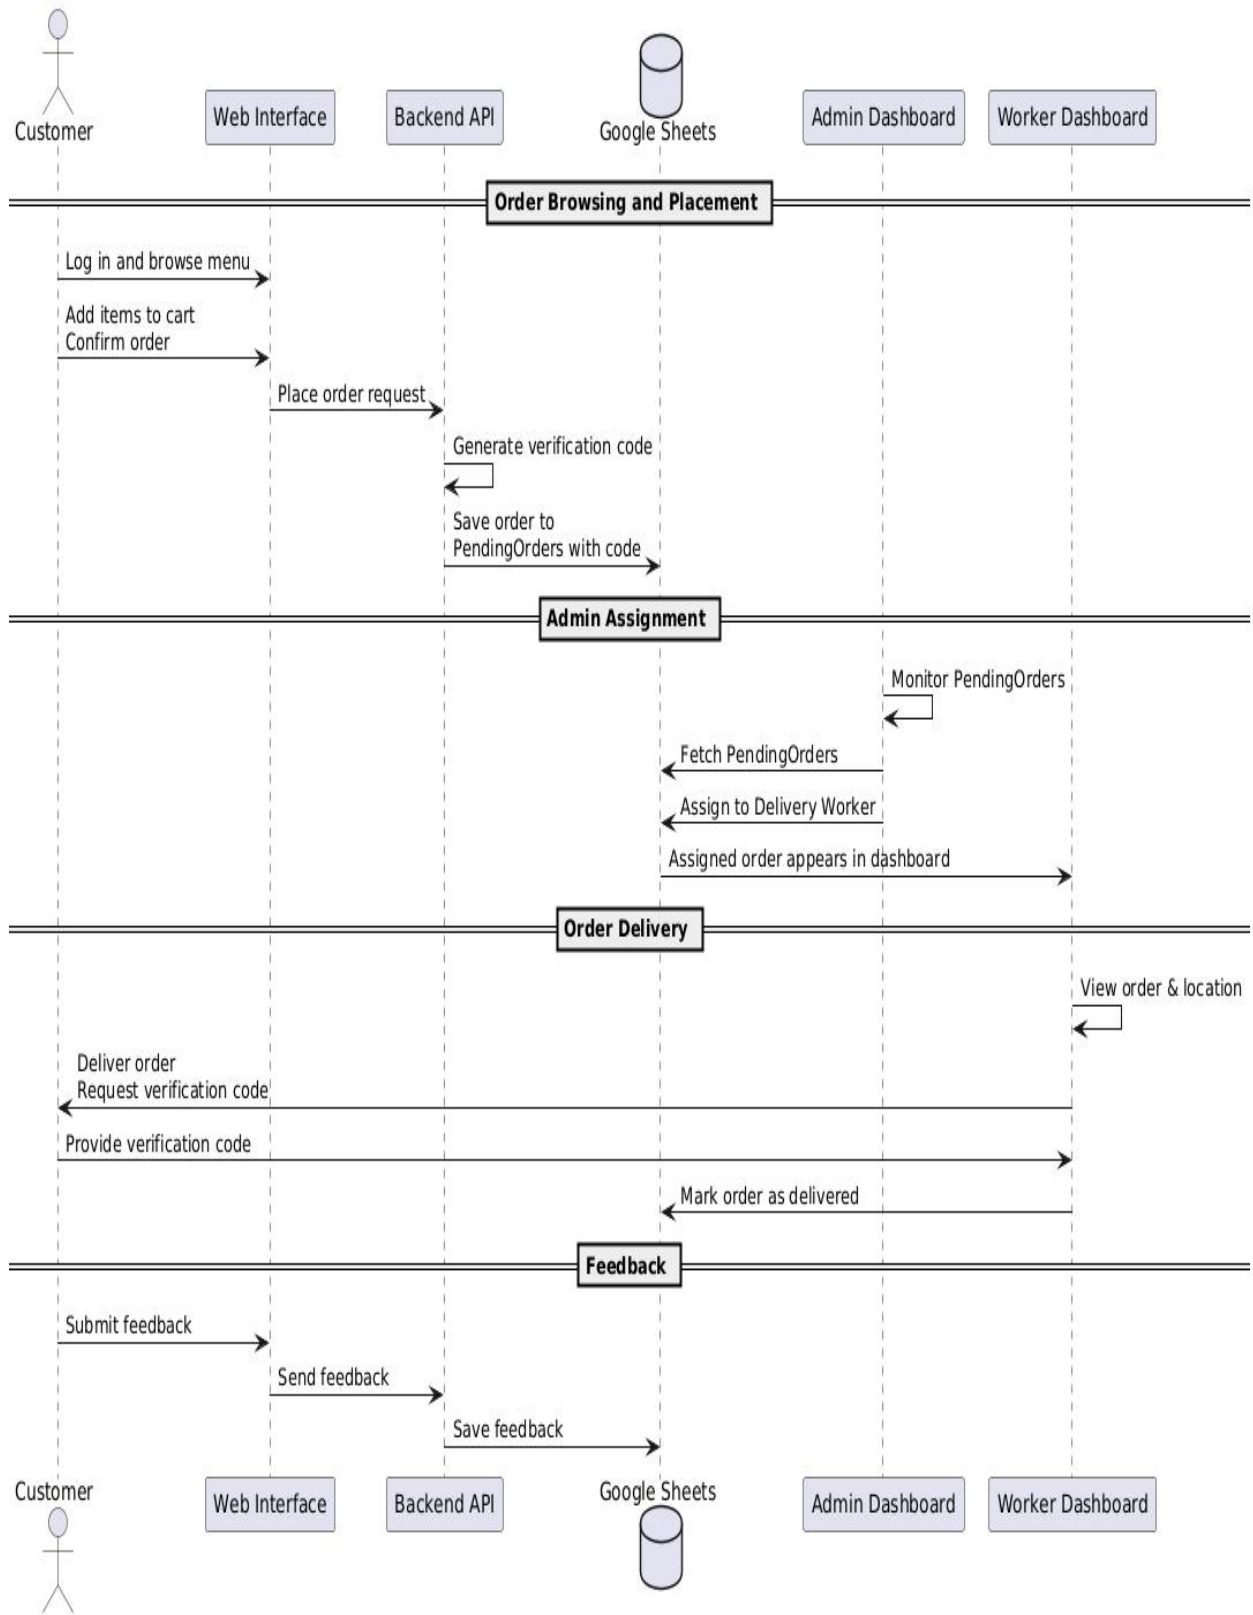 Customer
Web Interface
Backend API
Google Sheets
Admin Dashboard
Worker Dashboard
Order Browsing and Placement
Log in and browse menu
Add items to cart
Confirm order
Place order request
Generate verification code
Save order to
PendingOrders with code
Admin Assignment
Monitor PendingOrders
Fetch PendingOrders
Assign to Delivery Worker
Assigned order appears in dashboard
Order Delivery
View order & location
Deliver order
Request verification code
Provide verification code
Mark order as delivered
Feedback
Submit feedback
Send feedback
Save feedback
Customer
Web Interface
Backend API
Google Sheets
Admin Dashboard
Worker Dashboard